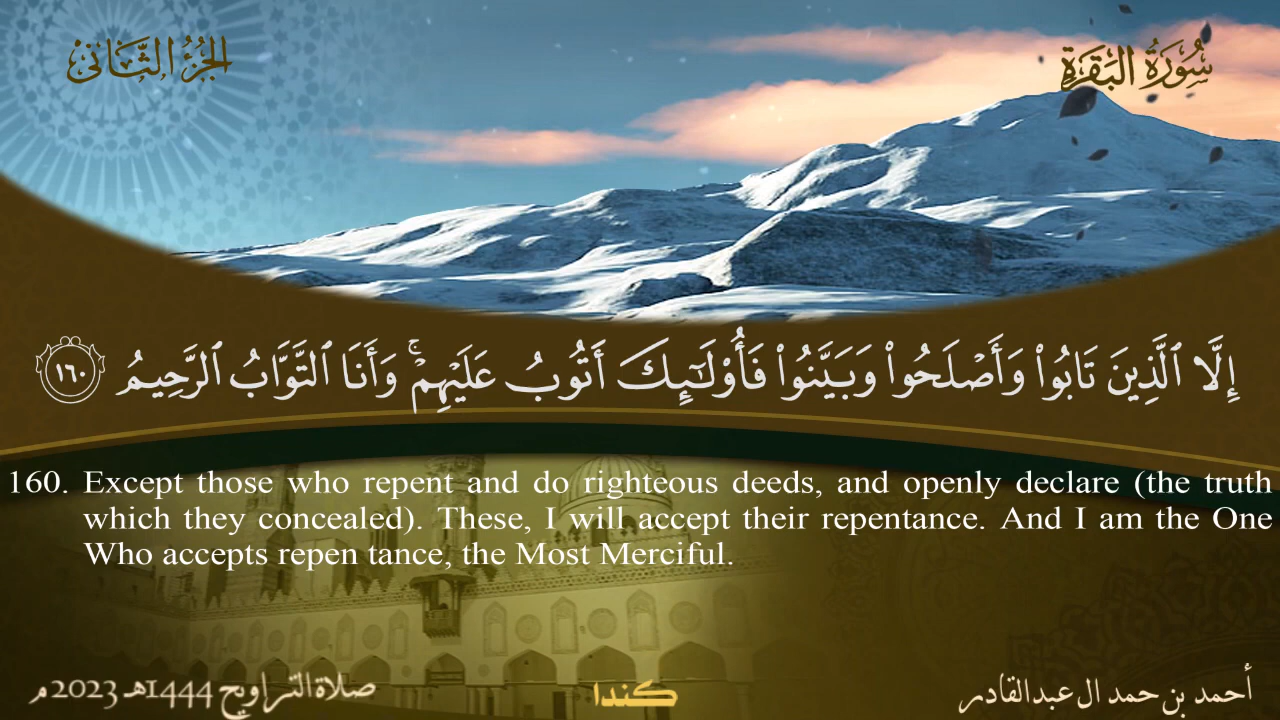 الجزء الثاني
سورة البقرة
إِلَّا ٱلَّذِينَ تَابُوا۟ وَأَصْلَحُوا۟ وَبَيَّنُوا۟ فَأُو۟لَـٰٓئِكَ أَتُوبُ عَلَيْهِمْ ۚ وَأَنَا ٱلتَّوَّابُ ٱلرَّحِيمُ ١٦٠
160. Except those who repent and do righteous deeds, and openly declare (the truth
which they concealed). These, I will accept their repentance. And I am the One
Who accepts repen tance, the Most Merciful.
صلاة التراويح 1444هـ 2023م
كندا
أحمد بن حمد ال عبدالقادر